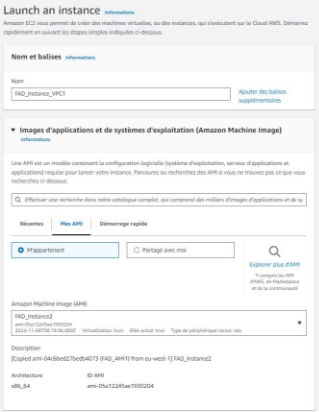 Launch an instance Informations
Amazon EC2 vous permet de créer des machines virtuelles, ou des instances, qui s'exécutent sur le Cloud AWS. Démarrez
rapidement en suivant les étapes simples indiquées ci-dessous.
Nom et balises Informations
Nom
FAD_Instance_VPC1
Ajouter des balises
supplémentaires
▼ Images d'applications et de systèmes d'exploitation (Amazon Machine Image)
Informations
Une AMI est un modèle contenant la configuration logicielle (système d'exploitation, serveur d'applications et
applications) requise pour lancer votre instance. Parcourez ou recherchez des AMI si vous ne trouvez pas ce que vous
recherchez ci-dessous.
Effectuer une recherche dans notre catalogue complet, qui comprend des milliers d'images d'applications et de sy
Récentes Mes AMI Démarrage rapide
M'appartenant
Partagé avec moi
Explorer plus d'AMI
Y compris les AMI
d'AWS, de Marketplace
et de la communauté
Amazon Machine Image (AMI)
FAD_Instance2
ami-05a12245ae1930204
2024-11-00T08:16:56.000Z Virtualization: hvm ENA activé: true Type de périphérique racine: ebs
Description
[Copied ami-04c6bed27bedb4073 (FAD_AMI1) from eu-west-1] FAD_Instance2
Architecture ID AMI
x86_64 ami-05a12245ae1930204